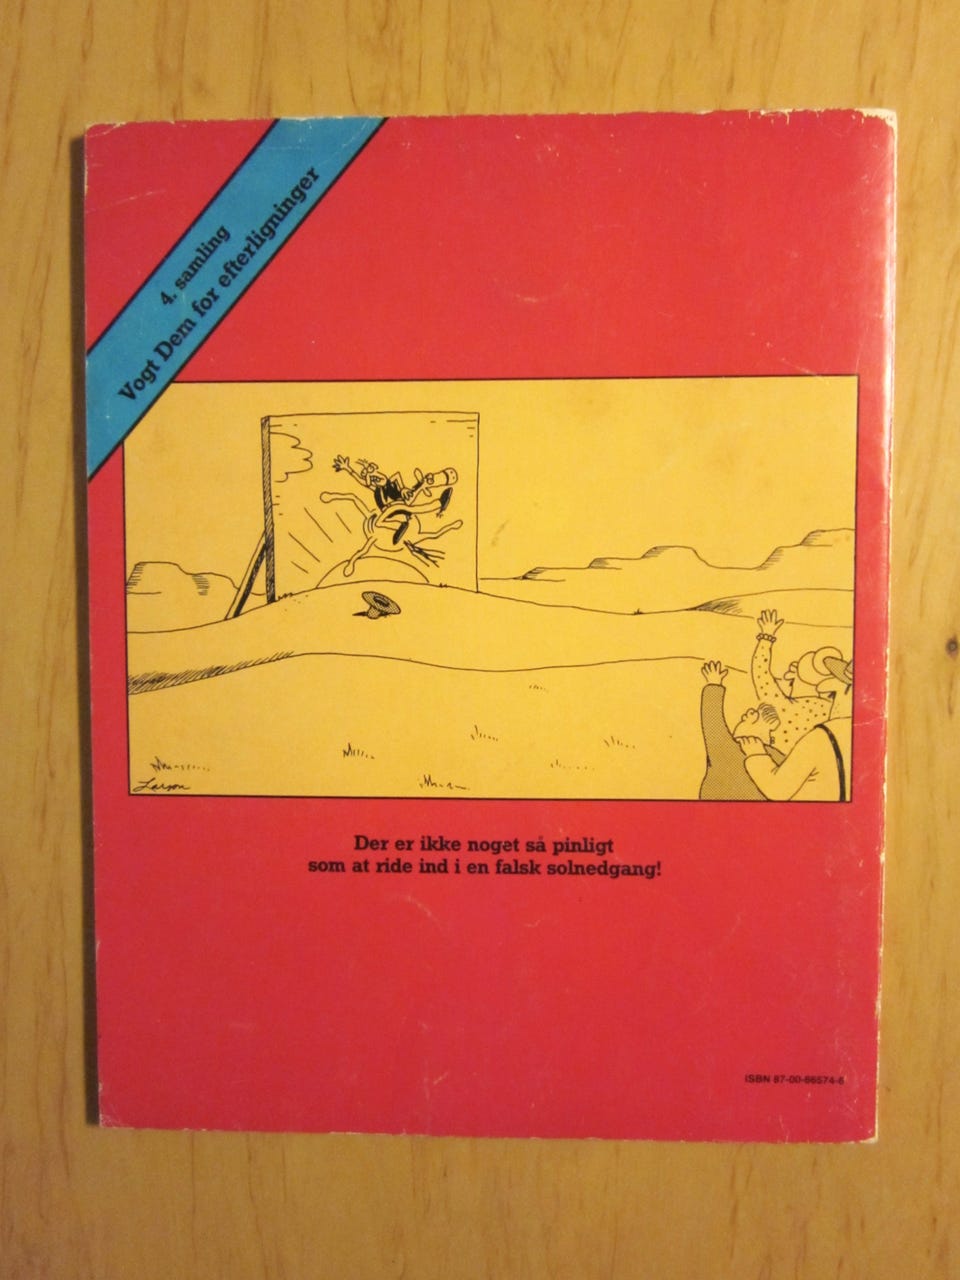 4. samling
Vogt Dem for efterligninger
Larson
Der er ikke noget så pinligt
som at ride ind i en falsk solnedgang!
ISBN 87-00-86574-6